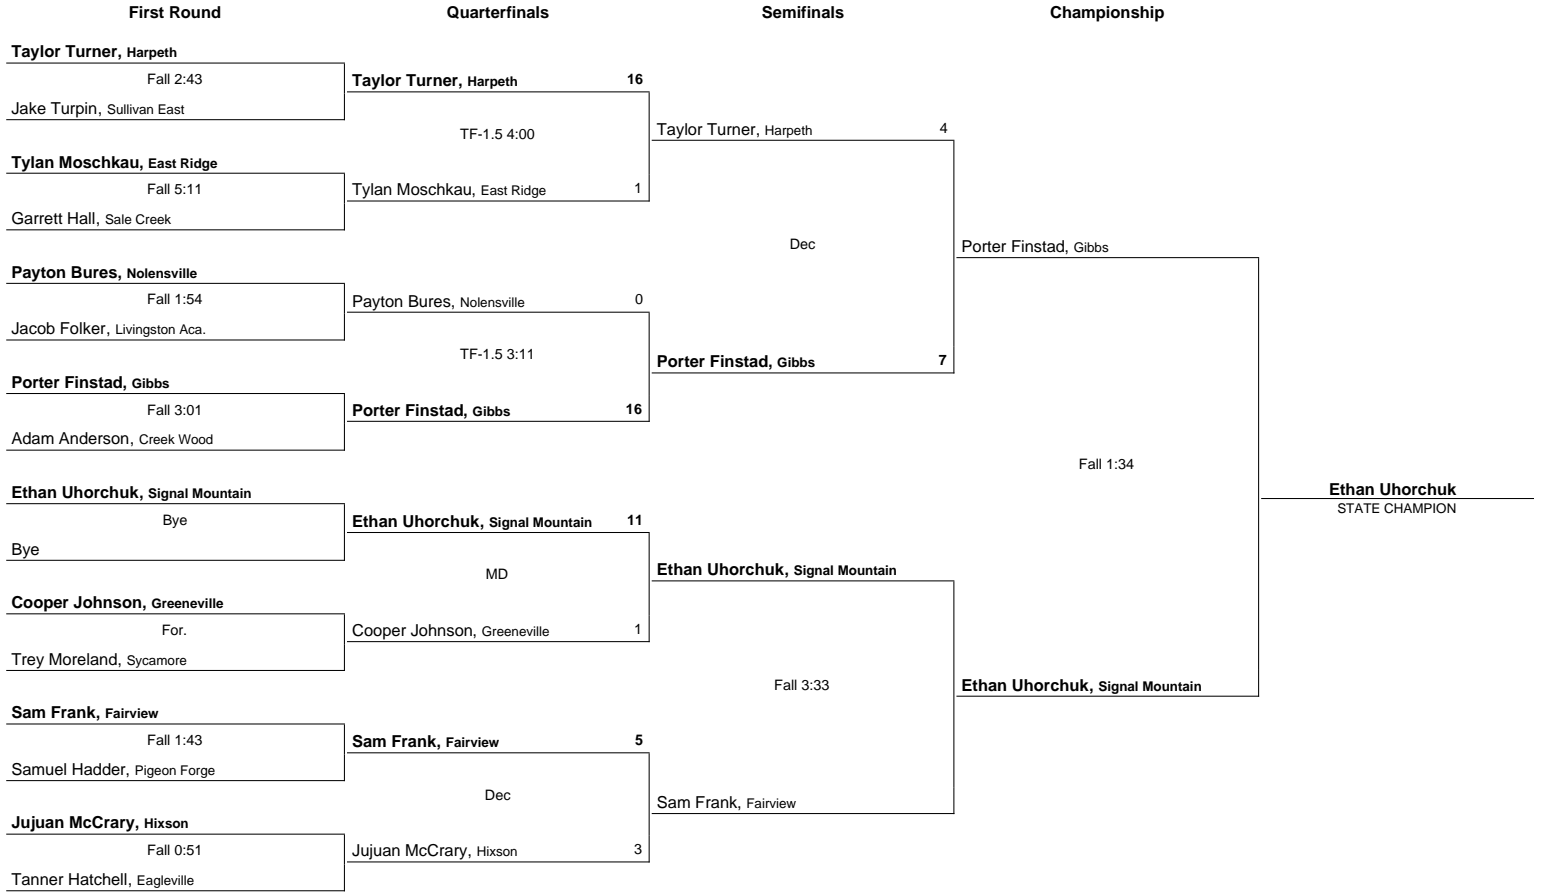 First Round Quarterfinals Semifinals Championship
Taylor Turner, Harpeth
Fall 2:43
Taylor Turner, Harpeth 16
Jake Turpin, Sullivan East
TF-1.5 4:00
Taylor Turner, Harpeth 4
Tylan Moschkau, East Ridge
Fall 5:11
Tylan Moschkau, East Ridge 1
Garrett Hall, Sale Creek
Dec
Porter Finstad, Gibbs
Payton Bures, Nolensville
Fall 1:54
Payton Bures, Nolensville 0
Jacob Folker, Livingston Aca.
TF-1.5 3:11
Porter Finstad, Gibbs 7
Porter Finstad, Gibbs
Fall 3:01
Porter Finstad, Gibbs 16
Adam Anderson, Creek Wood
Fall 1:34
Ethan Uhorchuk
STATE CHAMPION
Ethan Uhorchuk, Signal Mountain
Bye
Ethan Uhorchuk, Signal Mountain 11
Bye
MD
Ethan Uhorchuk, Signal Mountain
Cooper Johnson, Greeneville
For.
Cooper Johnson, Greeneville 1
Trey Moreland, Sycamore
Fall 3:33
Ethan Uhorchuk, Signal Mountain
Sam Frank, Fairview
Fall 1:43
Sam Frank, Fairview 5
Samuel Hadder, Pigeon Forge
Dec
Sam Frank, Fairview
Jujuan McCrary, Hixson
Fall 0:51
Jujuan McCrary, Hixson 3
Tanner Hatchell, Eagleville